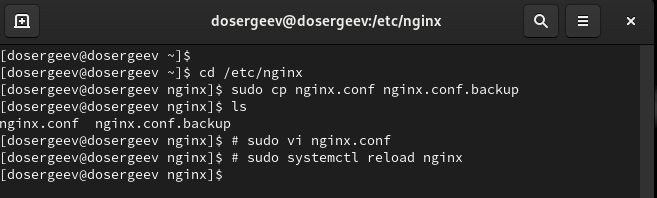 dosergeev@dosergeev:/etc/nginx
[dosergeev@dosergeev ~]$
[dosergeev@dosergeev ~]$ cd /etc/nginx
[dosergeev@dosergeev nginx]$ sudo cp nginx.conf nginx.conf.backup
[dosergeev@dosergeev nginx]$ ls
nginx.conf  nginx.conf.backup
[dosergeev@dosergeev nginx]$ # sudo vi nginx.conf
[dosergeev@dosergeev nginx]$ # sudo systemctl reload nginx
[dosergeev@dosergeev nginx]$